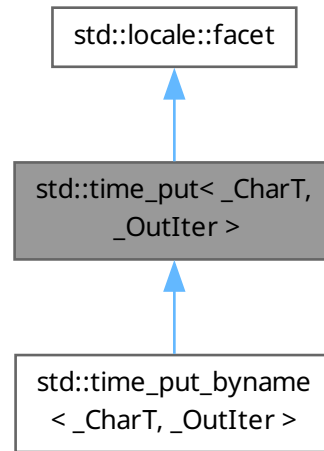 std::locale::facet
std::time_put< _CharT,
_OutIter >
std::time_put_byname
< _CharT, _OutIter >